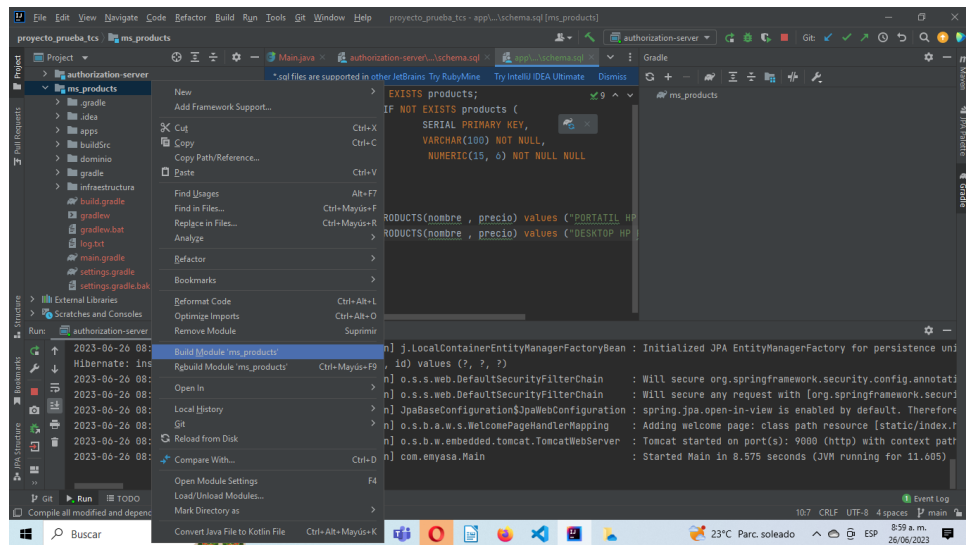 File Edit View Navigate Code Refactor Build Run Tools Git Window Help proyecto_prueba_tcs - app\...\schema.sql [ms_products]
proyecto_prueba_tcs ms_products
authorization-server
Git:
Project
Main.java
authorization-server\...\schema.sql
app\...\schema.sql
Gradle
*.sql files are supported in other JetBrains Try RubyMine Try IntelliJ IDEA Ultimate Dismiss
authorization-server
ms_products
.gradle
.idea
apps
buildSrc
dominio
gradle
infraestructura
build.gradle
gradlew
gradlew.bat
log.txt
main.gradle
settings.gradle
settings.gradle.bak
External Libraries
Scratches and Consoles
New
Add Framework Support...
Cut Ctrl+X
Copy Ctrl+C
Copy Path/Reference...
Paste Ctrl+V
Find Usages Alt+F7
Find in Files... Ctrl+Mayús+F
Replace in Files... Ctrl+Mayús+R
Analyze
Refactor
Bookmarks
Reformat Code Ctrl+Alt+L
Optimize Imports Ctrl+Alt+O
Remove Module Suprimir
Build Module 'ms_products'
Rebuild Module 'ms_products' Ctrl+Mayús+F9
Open In
Local History
Git
Reload from Disk
Compare With... Ctrl+D
Open Module Settings F4
Load/Unload Modules...
Mark Directory as
Convert Java File to Kotlin File Ctrl+Alt+Mayús+K
EXISTS products;
9
IF NOT EXISTS products (
SERIAL PRIMARY KEY,
VARCHAR(100) NOT NULL,
NUMERIC(15, 6) NOT NULL NULL
RODUCTS(nombre , precio) values ("PORTATIL HP
RODUCTS(nombre , precio) values ("DESKTOP HP
ms_products
Project
Pull Requests
Structure
Bookmarks
JPA Structure
Maven
JPA Palette
Gradle
Run: authorization-server
2023-06-26 08: n] j.LocalContainerEntityManagerFactoryBean : Initialized JPA EntityManagerFactory for persistence uni
Hibernate: ins , id) values (?, ?, ?)
2023-06-26 08: n] o.s.s.web.DefaultSecurityFilterChain : Will secure org.springframework.security.config.annotati
2023-06-26 08: n] o.s.s.web.DefaultSecurityFilterChain : Will secure any request with [org.springframework.securi
2023-06-26 08: n] JpaBaseConfiguration$JpaWebConfiguration : spring.jpa.open-in-view is enabled by default. Therefore
2023-06-26 08: n] o.s.b.a.w.s.WelcomePageHandlerMapping : Adding welcome page: class path resource [static/index.h
2023-06-26 08: n] o.s.b.w.embedded.tomcat.TomcatWebServer : Tomcat started on port(s): 9000 (http) with context path
2023-06-26 08: n] com.emyasa.Main : Started Main in 8.575 seconds (JVM running for 11.605)
Git Run TODO
1 Event Log
Compile all modified and depend
10:7 CRLF UTF-8 4 spaces main
Buscar
23°C Parc. soleado ESP 8:59 a. m.
26/06/2023